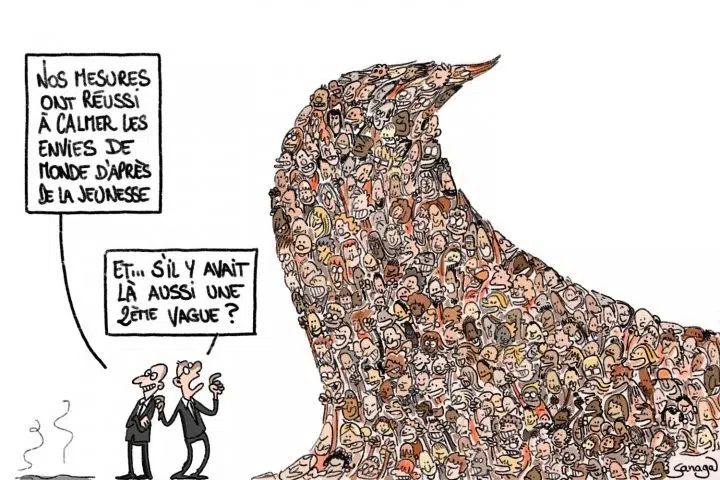 NOS MESURES
ONT RÉUSSI
À CALMER LES
ENVIES DE
MONDE D'APRÈS
DE LA JEUNESSE
ET... S'IL Y AVAIT
LÀ AUSSI UNE
2ÈME VAGUE ?
Sanaga